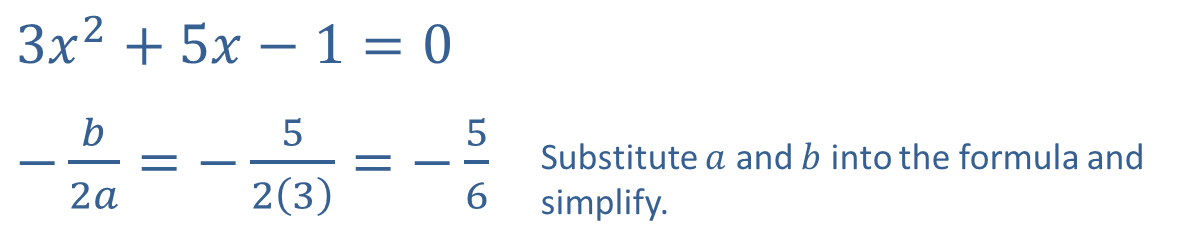 3x² + 5x − 1 = 0
−b/2a = −5/2(3) = −5/6
Substitute a and b into the formula and
simplify.